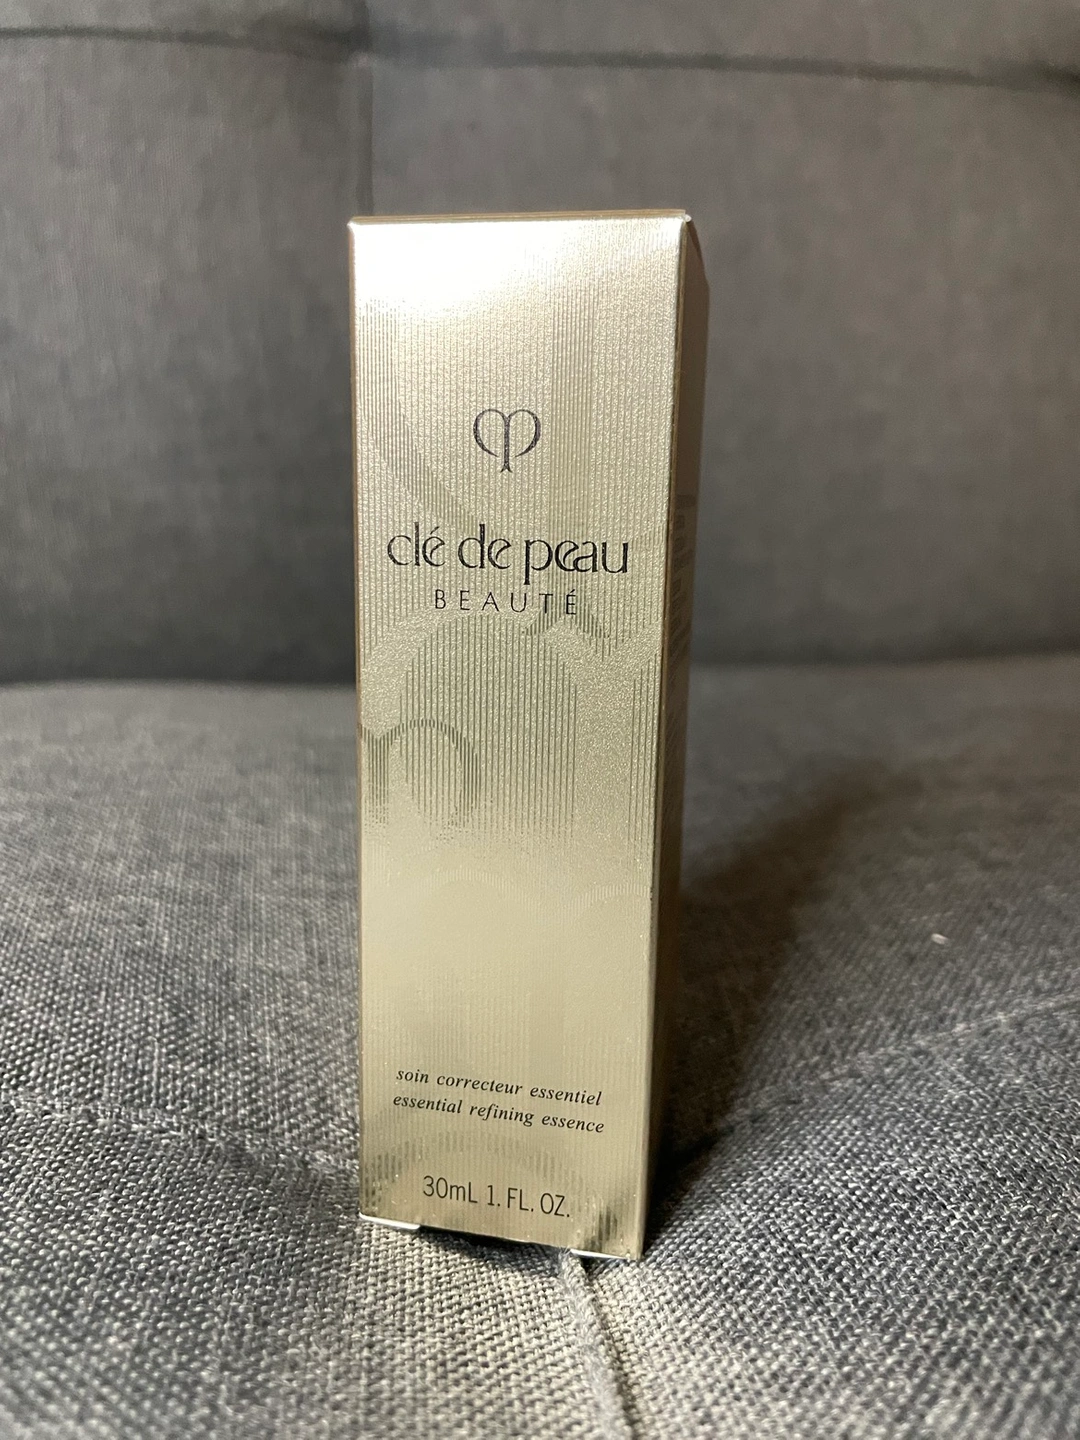 clé de peau
BEAUTÉ
soin correcteur essentiel
essential refining essence
30mL 1. FL. OZ.